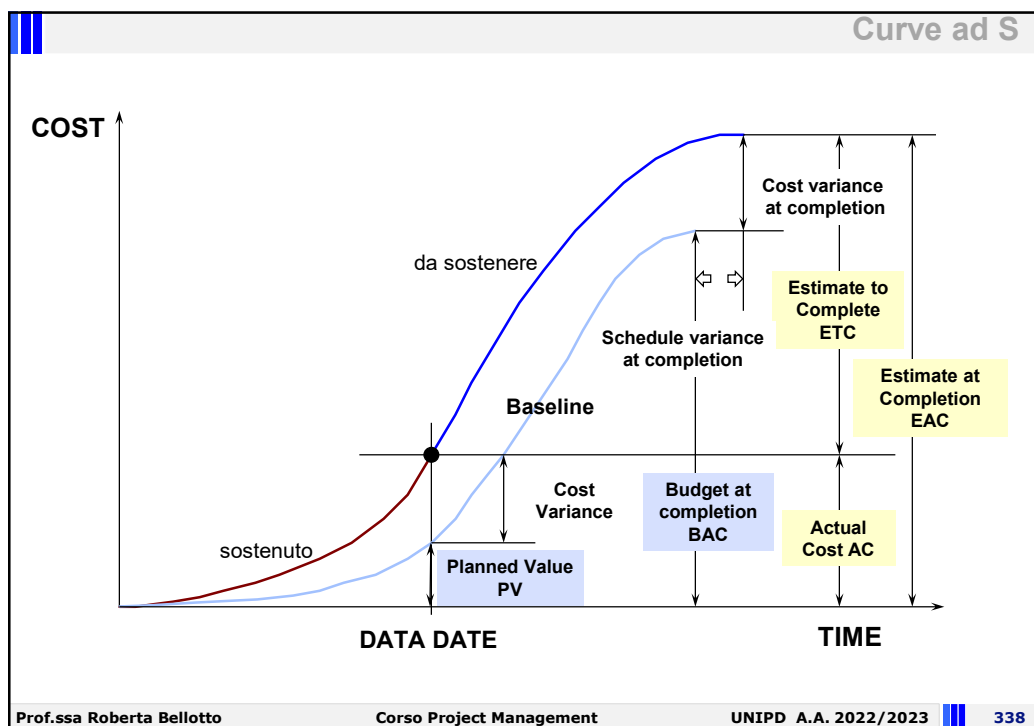 Curve ad S
COST
Cost variance
at completion
da sostenere
Estimate to
Complete
ETC
Schedule variance
at completion
Estimate at
Completion
EAC
Baseline
Cost
Variance
Budget at
completion
BAC
Actual
Cost AC
sostenuto
Planned Value
PV
DATA DATE
TIME
Prof.ssa Roberta Bellotto
Corso Project Management
UNIPD A.A. 2022/2023
338